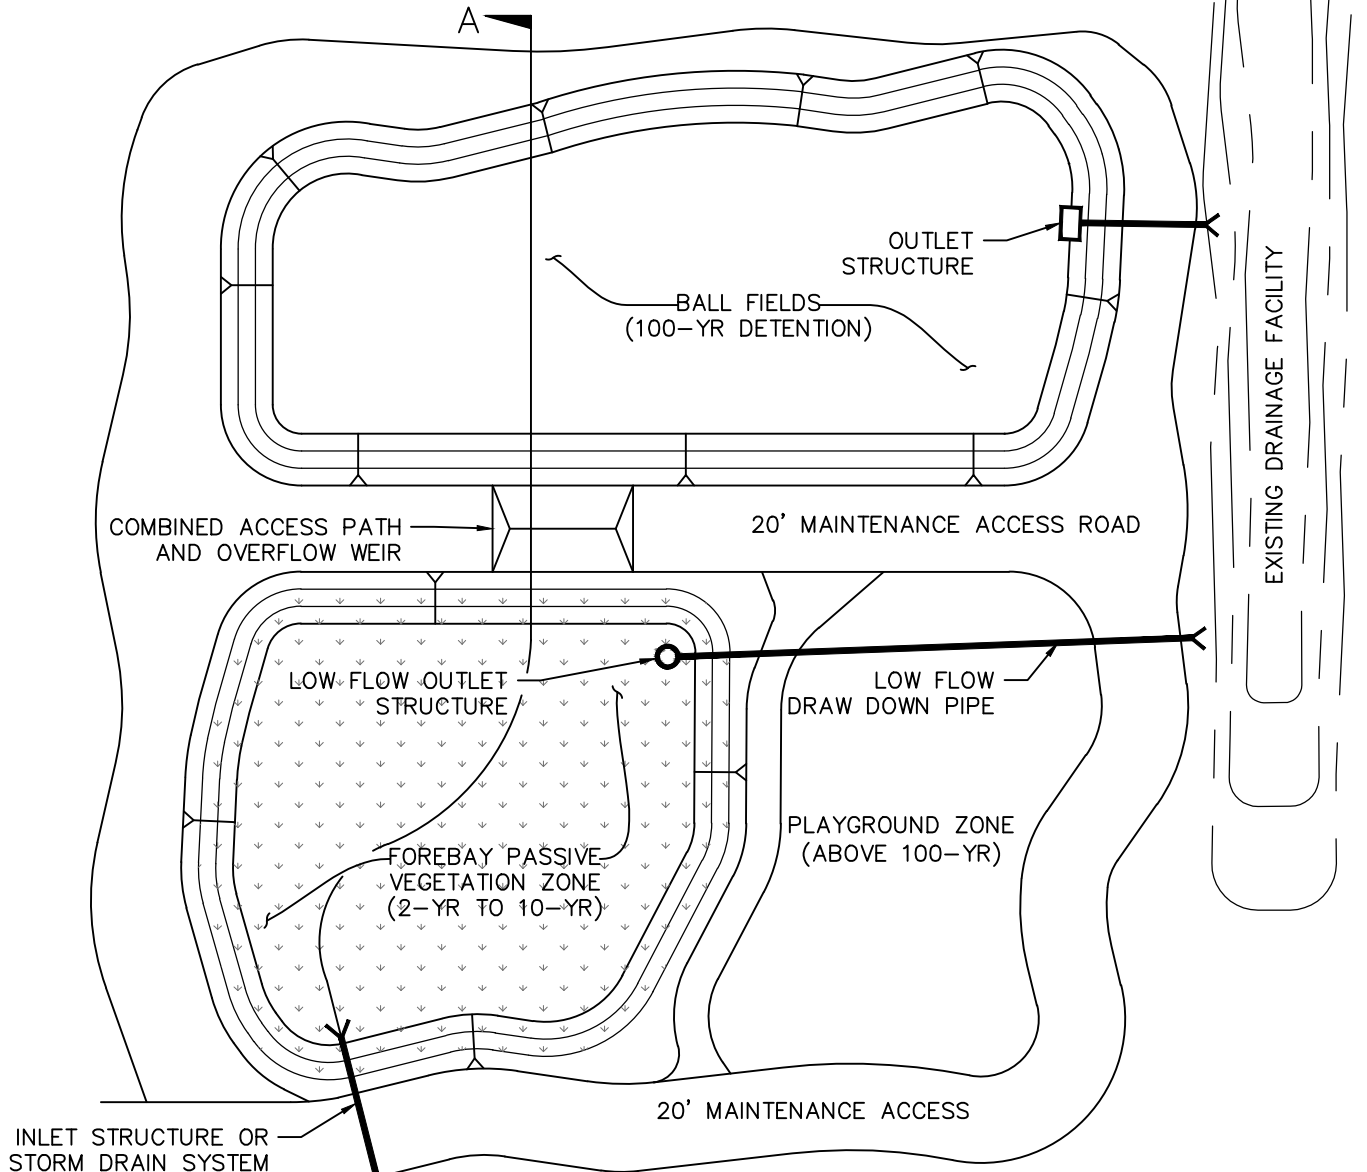 A
OUTLET
STRUCTURE
BALL FIELDS
(100-YR DETENTION)
EXISTING DRAINAGE FACILITY
COMBINED ACCESS PATH
AND OVERFLOW WEIR
20' MAINTENANCE ACCESS ROAD
LOW FLOW OUTLET
STRUCTURE
LOW FLOW
DRAW DOWN PIPE
PLAYGROUND ZONE
(ABOVE 100-YR)
FOREBAY PASSIVE
VEGETATION ZONE
(2-YR TO 10-YR)
20' MAINTENANCE ACCESS
INLET STRUCTURE OR
STORM DRAIN SYSTEM